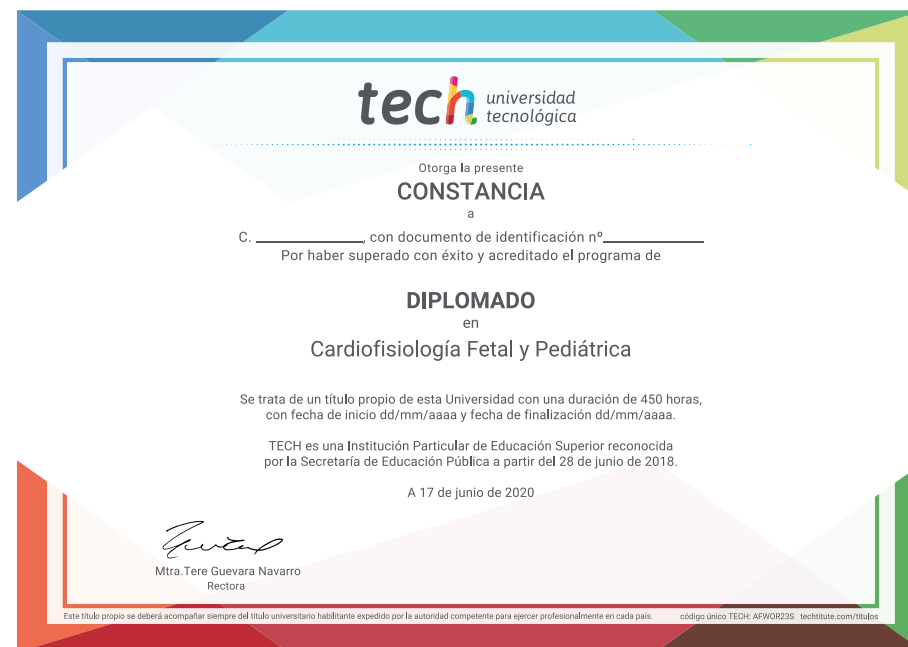 tech universidad
tecnológica
Otorga la presente
CONSTANCIA
a
C. ____________, con documento de identificación nº____________
Por haber superado con éxito y acreditado el programa de
DIPLOMADO
en
Cardiofisiología Fetal y Pediátrica
Se trata de un título propio de esta Universidad con una duración de 450 horas,
con fecha de inicio dd/mm/aaaa y fecha de finalización dd/mm/aaaa.
TECH es una Institución Particular de Educación Superior reconocida
por la Secretaría de Educación Pública a partir del 28 de junio de 2018.
A 17 de junio de 2020
Mtra.Tere Guevara Navarro
Rectora
Este título propio se deberá acompañar siempre del título universitario habilitante expedido por la autoridad competente para ejercer profesionalmente en cada país. código único TECH: AFWOR23S techtitute.com/titulos